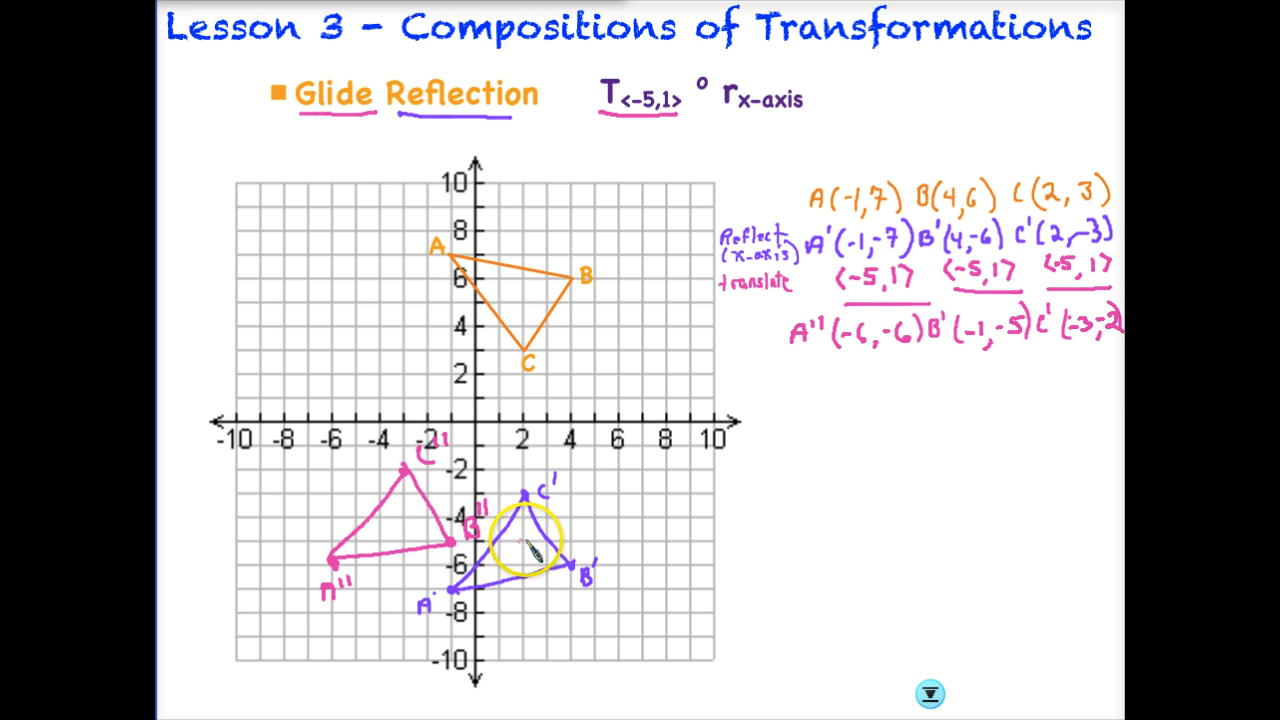 Lesson 3 – Compositions of Transformations
■ Glide Reflection T<-5,1> ° rx-axis
A(-1,7) B(4,6) C(2,3)
Reflect A'(-1,-7) B'(4,-6) C'(2,-3)
(x-axis)
translate <-5,1> <-5,1> <-5,1>
A''(-6,-6) B'(-1,-5) C'(-3,-2)
10
8
A
6
B
4
C
2
-10 -8 -6 -4 -2 2 4 6 8 10
C''
-2
C'
-4
B''
-6
B'
A''
A'
-8
-10